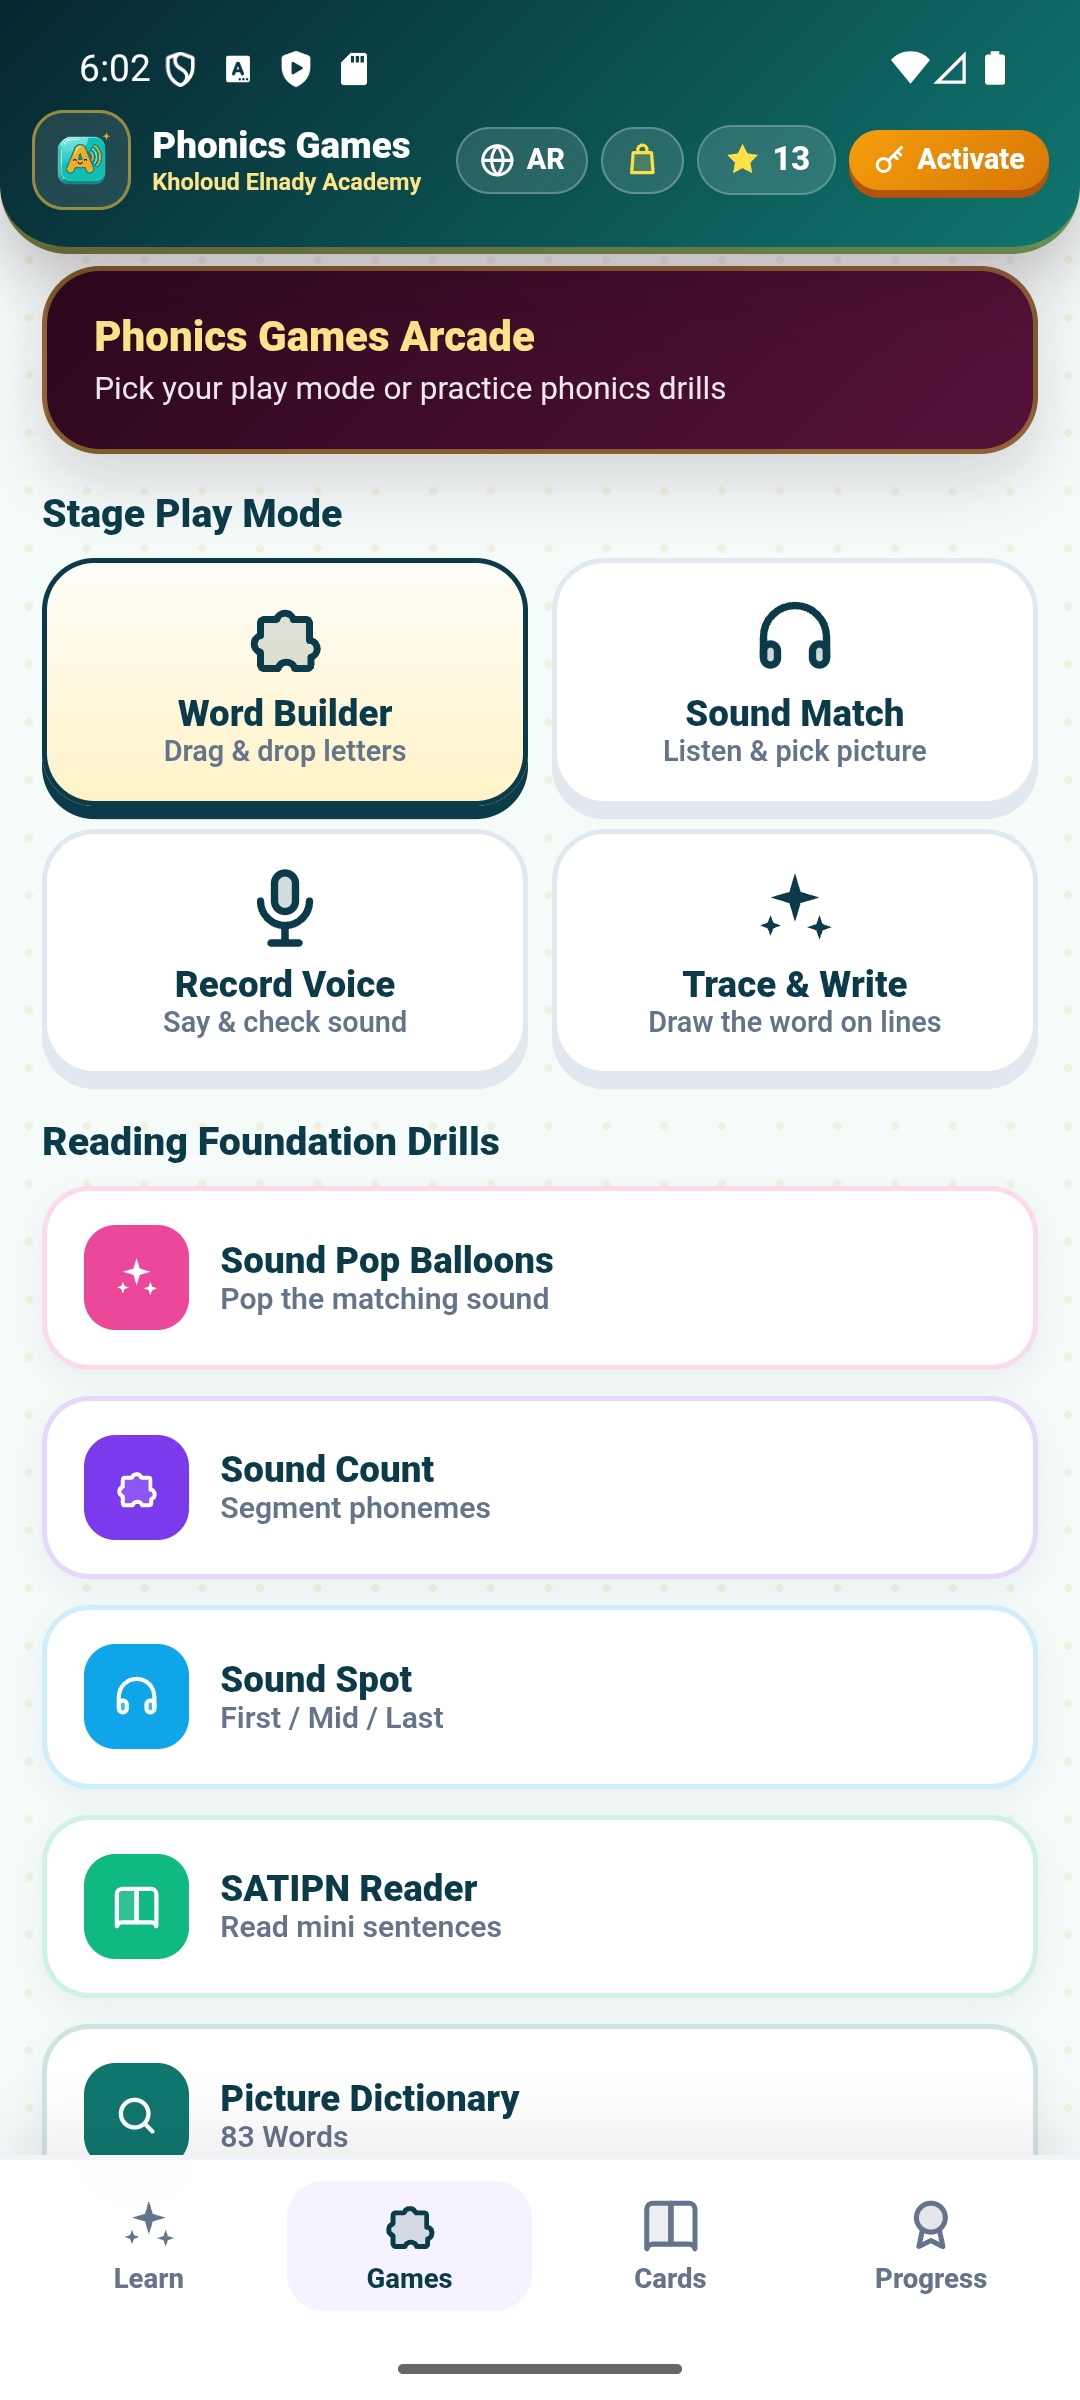 6:02
Phonics Games
Kholoud Elnady Academy
AR
13
Activate
Phonics Games Arcade
Pick your play mode or practice phonics drills
Stage Play Mode
Word Builder
Drag & drop letters
Sound Match
Listen & pick picture
Record Voice
Say & check sound
Trace & Write
Draw the word on lines
Reading Foundation Drills
Sound Pop Balloons
Pop the matching sound
Sound Count
Segment phonemes
Sound Spot
First / Mid / Last
SATIPN Reader
Read mini sentences
Picture Dictionary
83 Words
Learn
Games
Cards
Progress